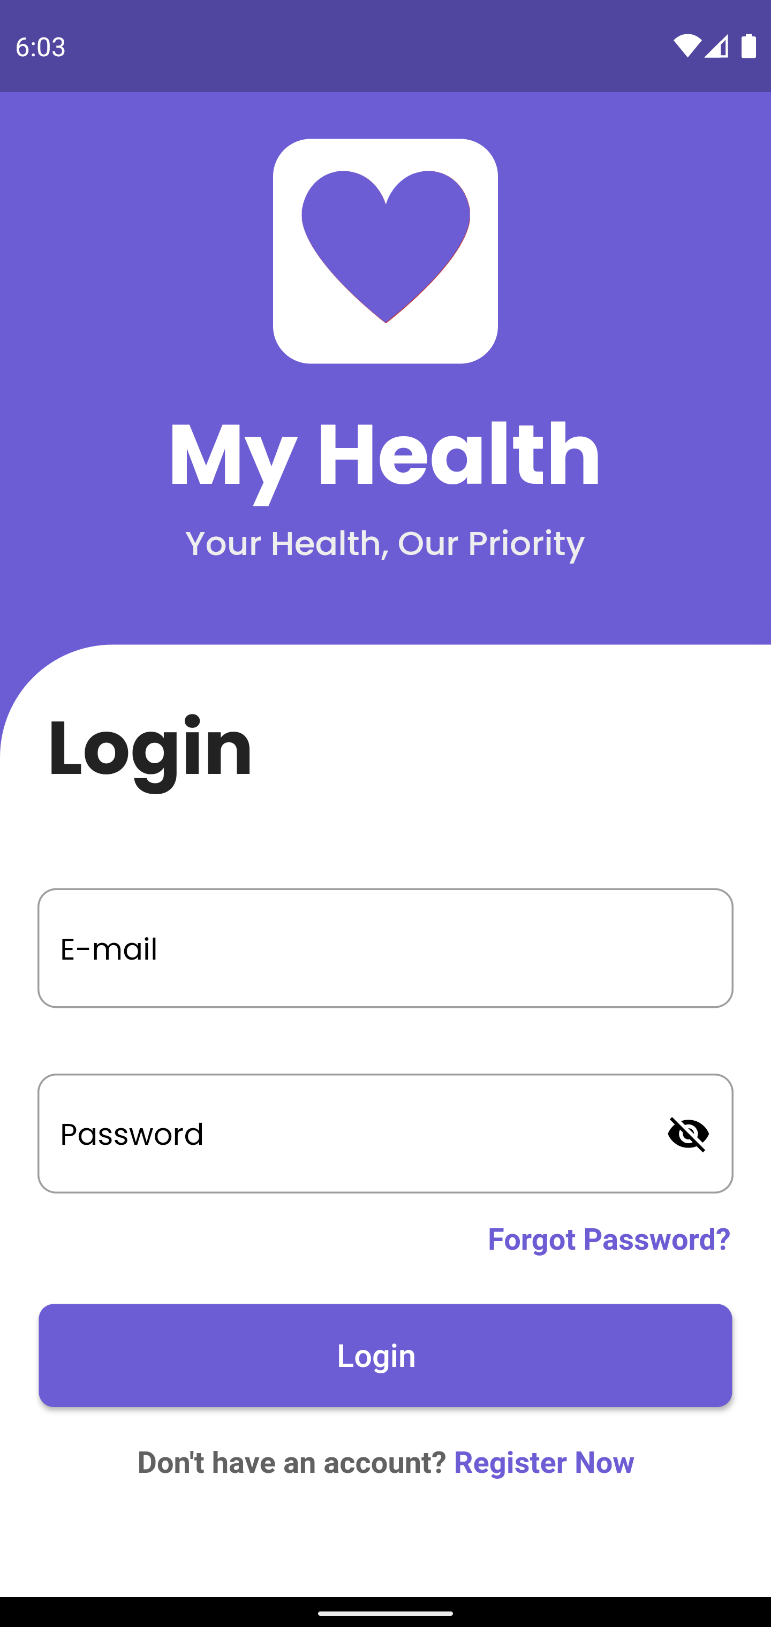 6:03
My Health
Your Health, Our Priority
Login
E-mail
Password
Forgot Password?
Login
Don't have an account? Register Now